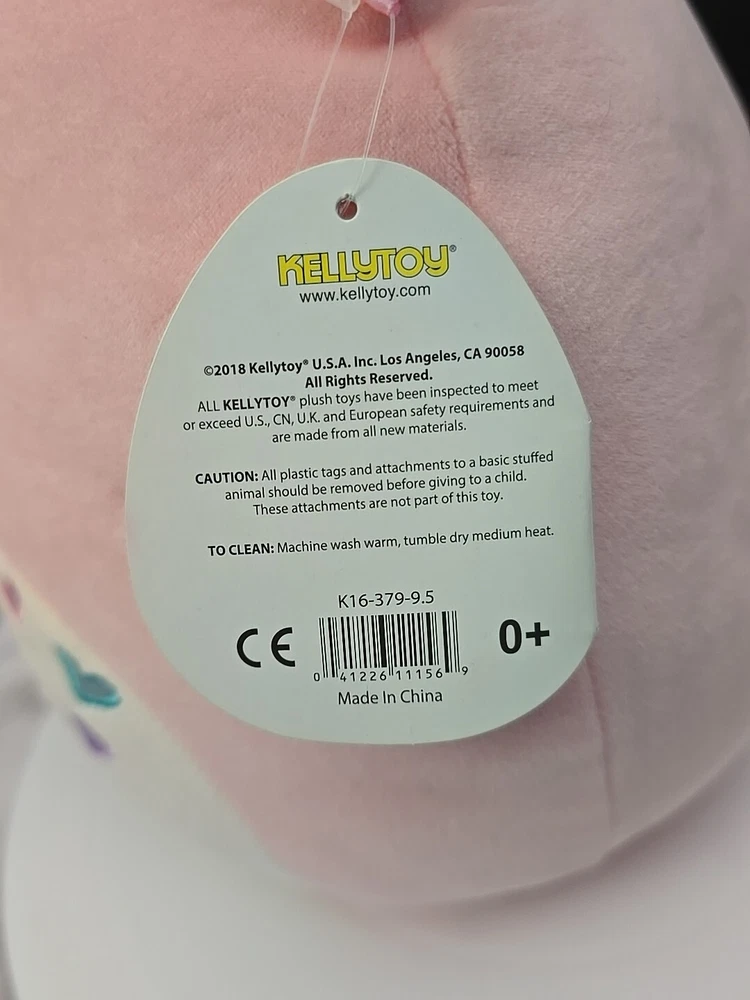 KELLYTOY®
www.kellytoy.com
©2018 Kellytoy® U.S.A. Inc. Los Angeles, CA 90058
All Rights Reserved.
ALL KELLYTOY® plush toys have been inspected to meet
or exceed U.S., CN, U.K. and European safety requirements and
are made from all new materials.
CAUTION: All plastic tags and attachments to a basic stuffed
animal should be removed before giving to a child.
These attachments are not part of this toy.
TO CLEAN: Machine wash warm, tumble dry medium heat.
K16-379-9.5
CE 0+
0 41226 11156 9
Made In China